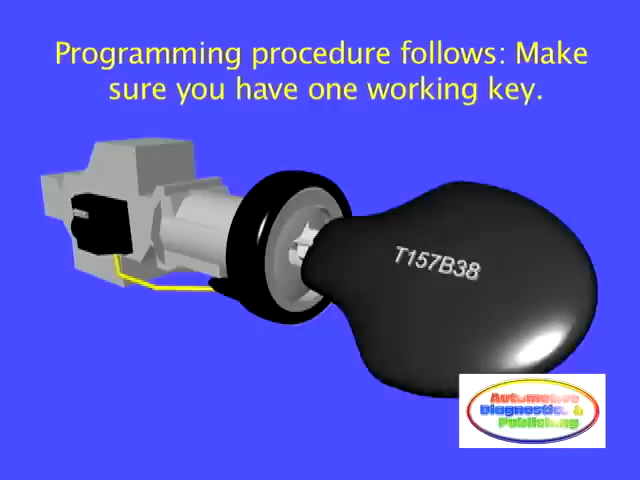 Programming procedure follows: Make
sure you have one working key.
T157B38
Automotive
Diagnostic. &
Publishing